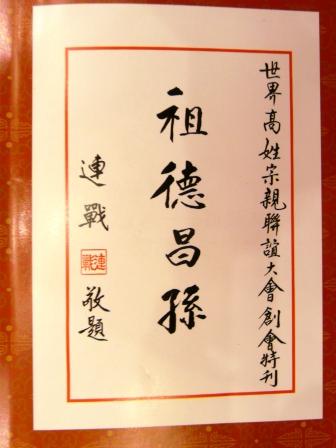 世界高姓宗親聯誼大會創會特刊
祖德昌孫
連戰
連戰
敬題